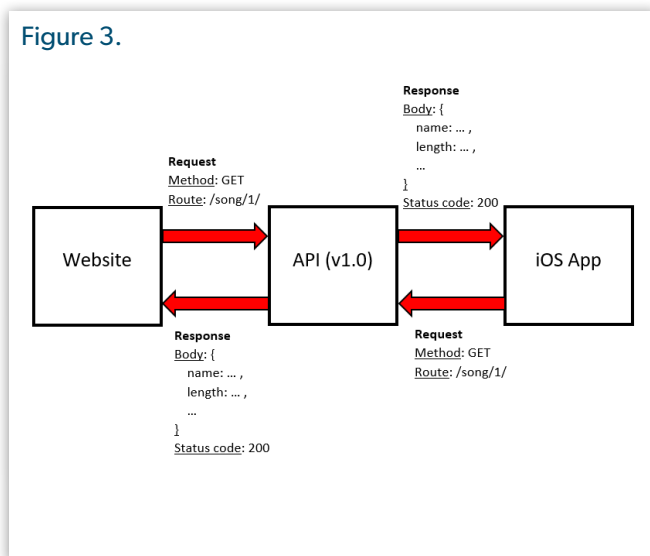 Figure 3.
Response
Body: {
name: ... ,
length: ... ,
...
}
Status code: 200
Request
Method: GET
Route: /song/1/
Website
API (v1.0)
iOS App
Response
Body: {
name: ... ,
length: ... ,
...
}
Status code: 200
Request
Method: GET
Route: /song/1/